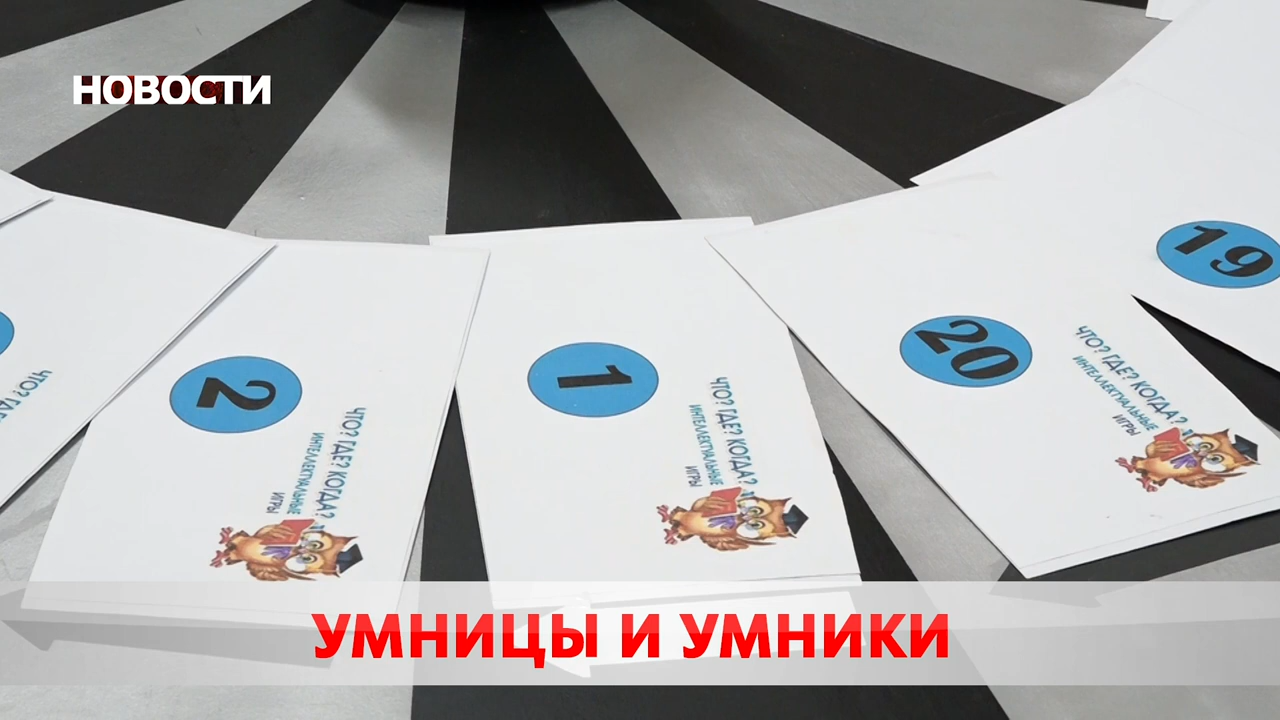 НОВОСТИ
19
20
ЧТО? ГДЕ? КОГДА?
ИНТЕЛЛЕКТУАЛЬНЫЕ
ИГРЫ
1
ЧТО? ГДЕ? КОГДА?
ИНТЕЛЛЕКТУАЛЬНЫЕ
ИГРЫ
2
ЧТО? ГДЕ? КОГДА?
ИНТЕЛЛЕКТУАЛЬНЫЕ
ИГРЫ
ЧТО?
УМНИЦЫ И УМНИКИ